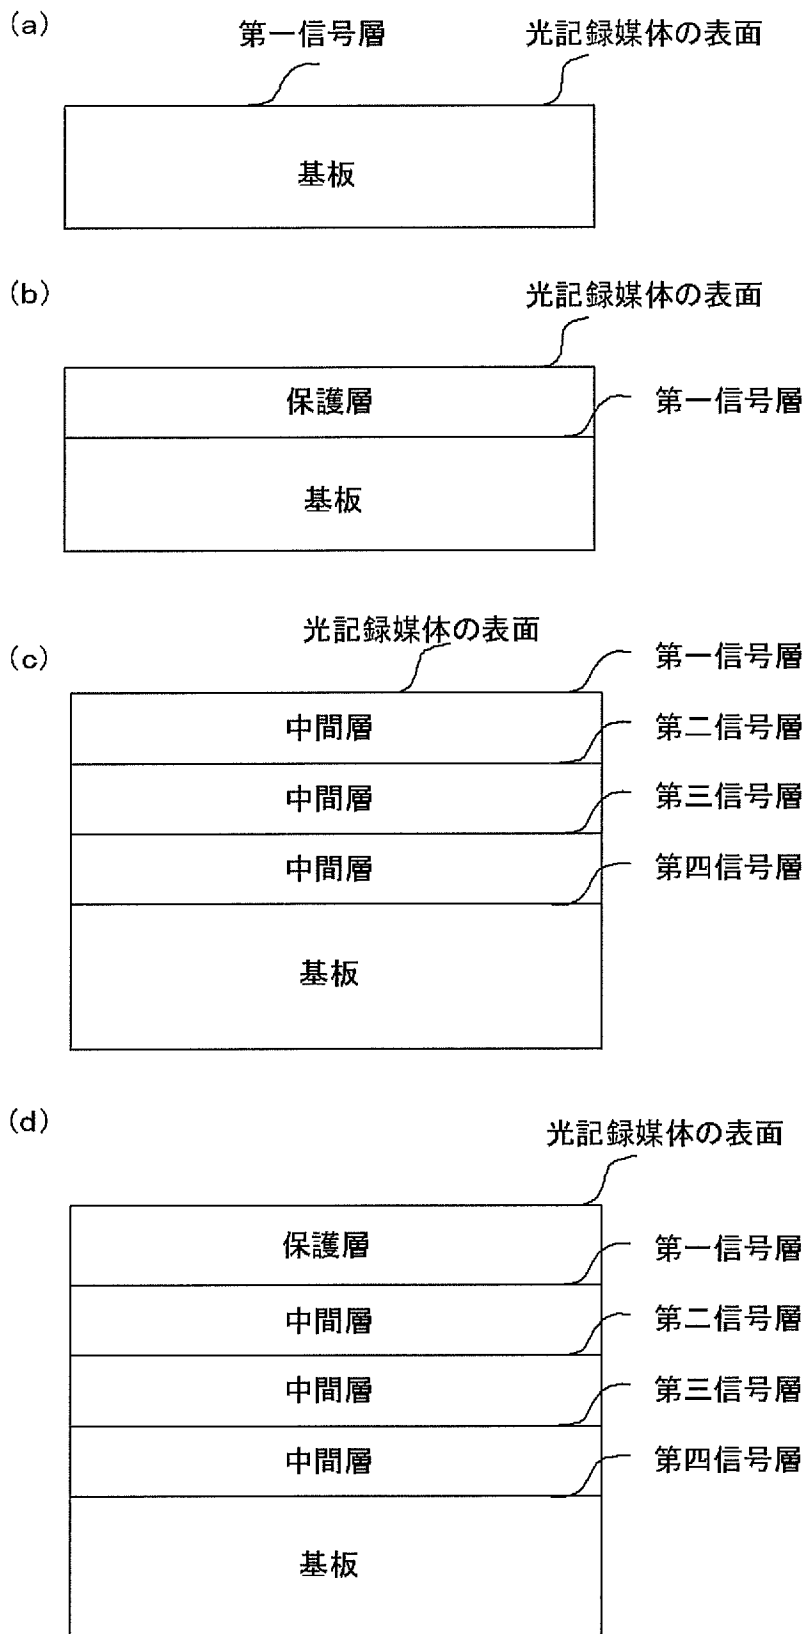 (a)
第一信号層
光記録媒体の表面
基板
(b)
光記録媒体の表面
保護層
第一信号層
基板
(c)
光記録媒体の表面
第一信号層
中間層
第二信号層
中間層
第三信号層
中間層
第四信号層
基板
(d)
光記録媒体の表面
保護層
第一信号層
中間層
第二信号層
中間層
第三信号層
中間層
第四信号層
基板